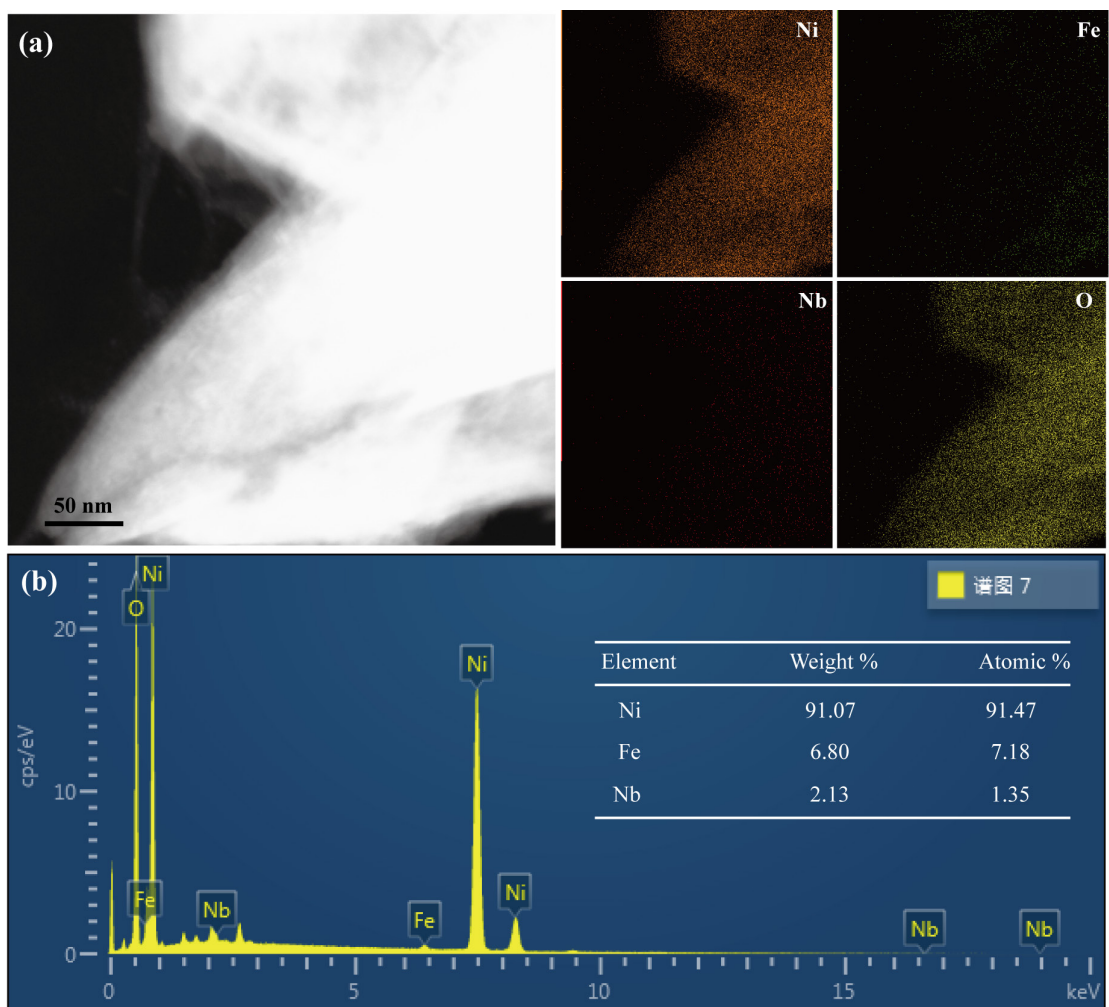 (a)
Ni
Fe
50 nm
Nb
O
(b)
Ni
O
谱图 7
20
Ni
Element Weight % Atomic %
Ni 91.07 91.47
Fe 6.80 7.18
Nb 2.13 1.35
cps/eV
10
Fe
Nb
Fe
Ni
Nb
Nb
0
0 5 10 15 keV